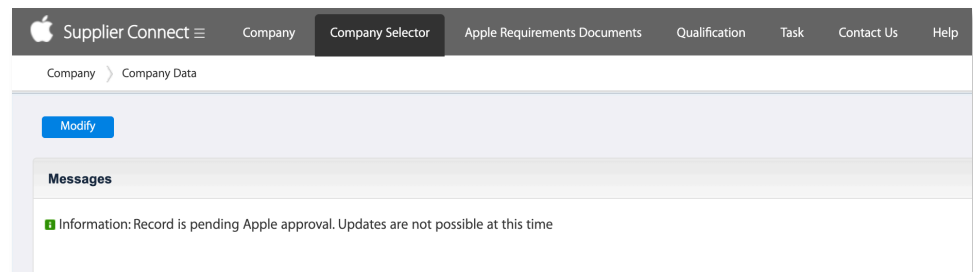 Supplier Connect Company Company Selector Apple Requirements Documents Qualification Task Contact Us Help
Company Company Data
Modify
Messages
Information: Record is pending Apple approval. Updates are not possible at this time